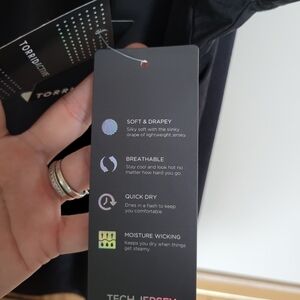 TORRID ACTIVE
TORRID
SOFT & DRAPEY
Silky soft with the slinky
drape of lightweight jersey.
BREATHABLE
Stay cool and look hot no
matter how hard you go.
QUICK DRY
Dries in a flash to keep
you comfortable.
MOISTURE WICKING
Keeps you dry when things
get steamy.
TECH JERSEY